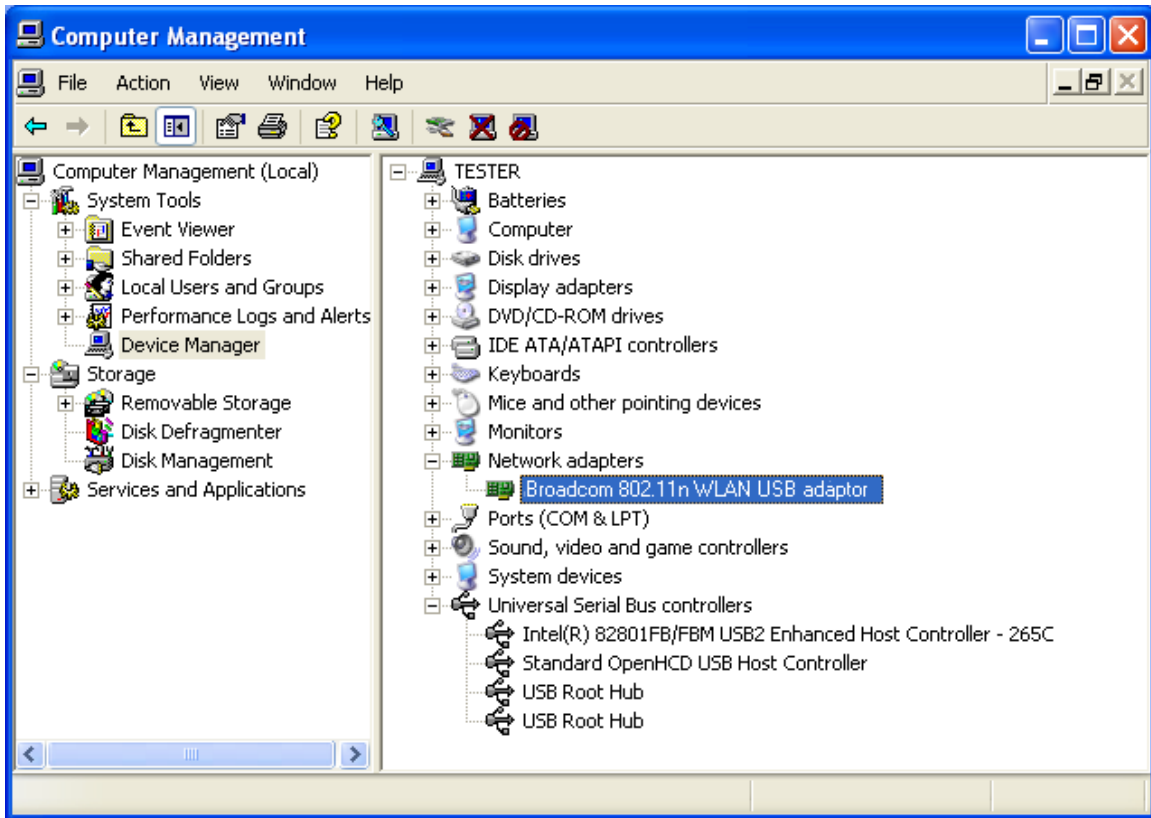 Computer Management
File Action View Window Help
Computer Management (Local)
System Tools
Event Viewer
Shared Folders
Local Users and Groups
Performance Logs and Alerts
Device Manager
Storage
Removable Storage
Disk Defragmenter
Disk Management
Services and Applications
TESTER
Batteries
Computer
Disk drives
Display adapters
DVD/CD-ROM drives
IDE ATA/ATAPI controllers
Keyboards
Mice and other pointing devices
Monitors
Network adapters
Broadcom 802.11n WLAN USB adaptor
Ports (COM & LPT)
Sound, video and game controllers
System devices
Universal Serial Bus controllers
Intel(R) 82801FB/FBM USB2 Enhanced Host Controller - 265C
Standard OpenHCD USB Host Controller
USB Root Hub
USB Root Hub